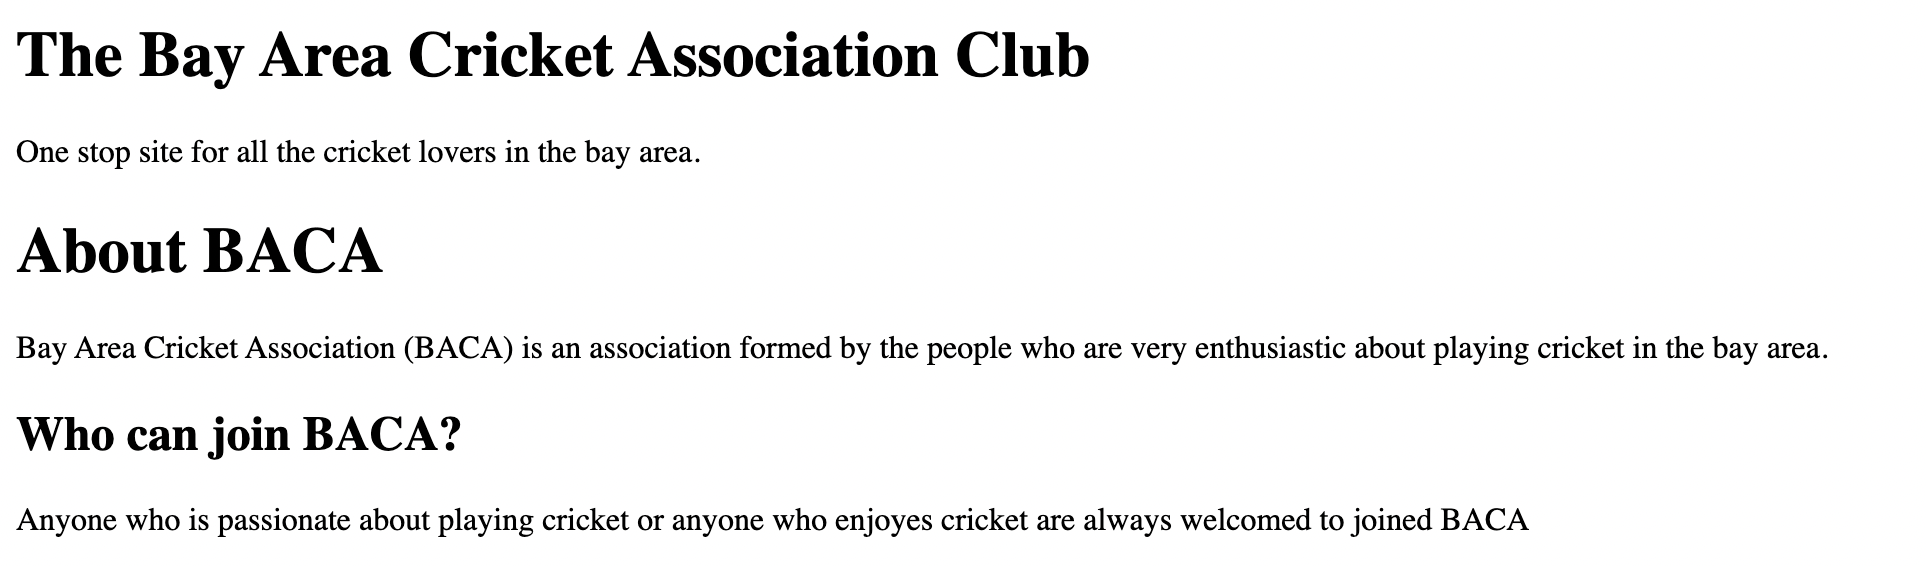 The Bay Area Cricket Association Club
One stop site for all the cricket lovers in the bay area.
About BACA
Bay Area Cricket Association (BACA) is an association formed by the people who are very enthusiastic about playing cricket in the bay area.
Who can join BACA?
Anyone who is passionate about playing cricket or anyone who enjoyes cricket are always welcomed to joined BACA